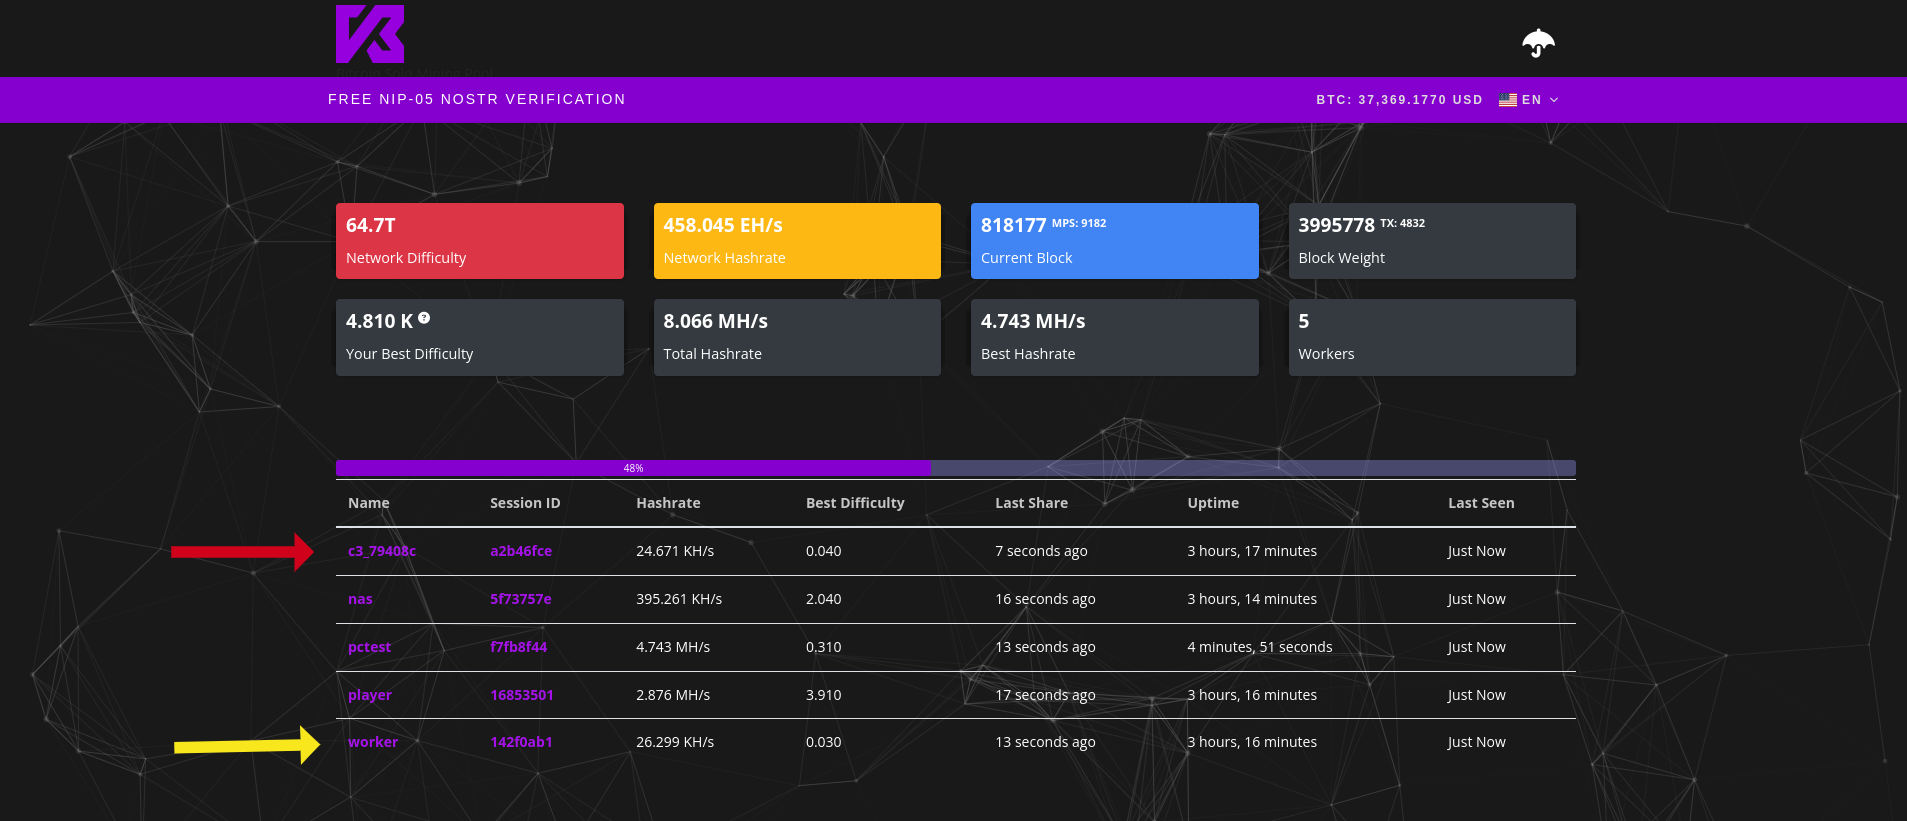 Bitcoin Solo Mining Pool
FREE NIP-05 NOSTR VERIFICATION
BTC: 37,369.1770 USD EN
64.7T
Network Difficulty
458.045 EH/s
Network Hashrate
818177 MPS: 9182
Current Block
3995778 TX: 4832
Block Weight
4.810 K ?
Your Best Difficulty
8.066 MH/s
Total Hashrate
4.743 MH/s
Best Hashrate
5
Workers
48%
Name Session ID Hashrate Best Difficulty Last Share Uptime Last Seen
c3_79408c a2b46fce 24.671 KH/s 0.040 7 seconds ago 3 hours, 17 minutes Just Now
nas 5f73757e 395.261 KH/s 2.040 16 seconds ago 3 hours, 14 minutes Just Now
pctest f7fb8f44 4.743 MH/s 0.310 13 seconds ago 4 minutes, 51 seconds Just Now
player 16853501 2.876 MH/s 3.910 17 seconds ago 3 hours, 16 minutes Just Now
worker 142f0ab1 26.299 KH/s 0.030 13 seconds ago 3 hours, 16 minutes Just Now